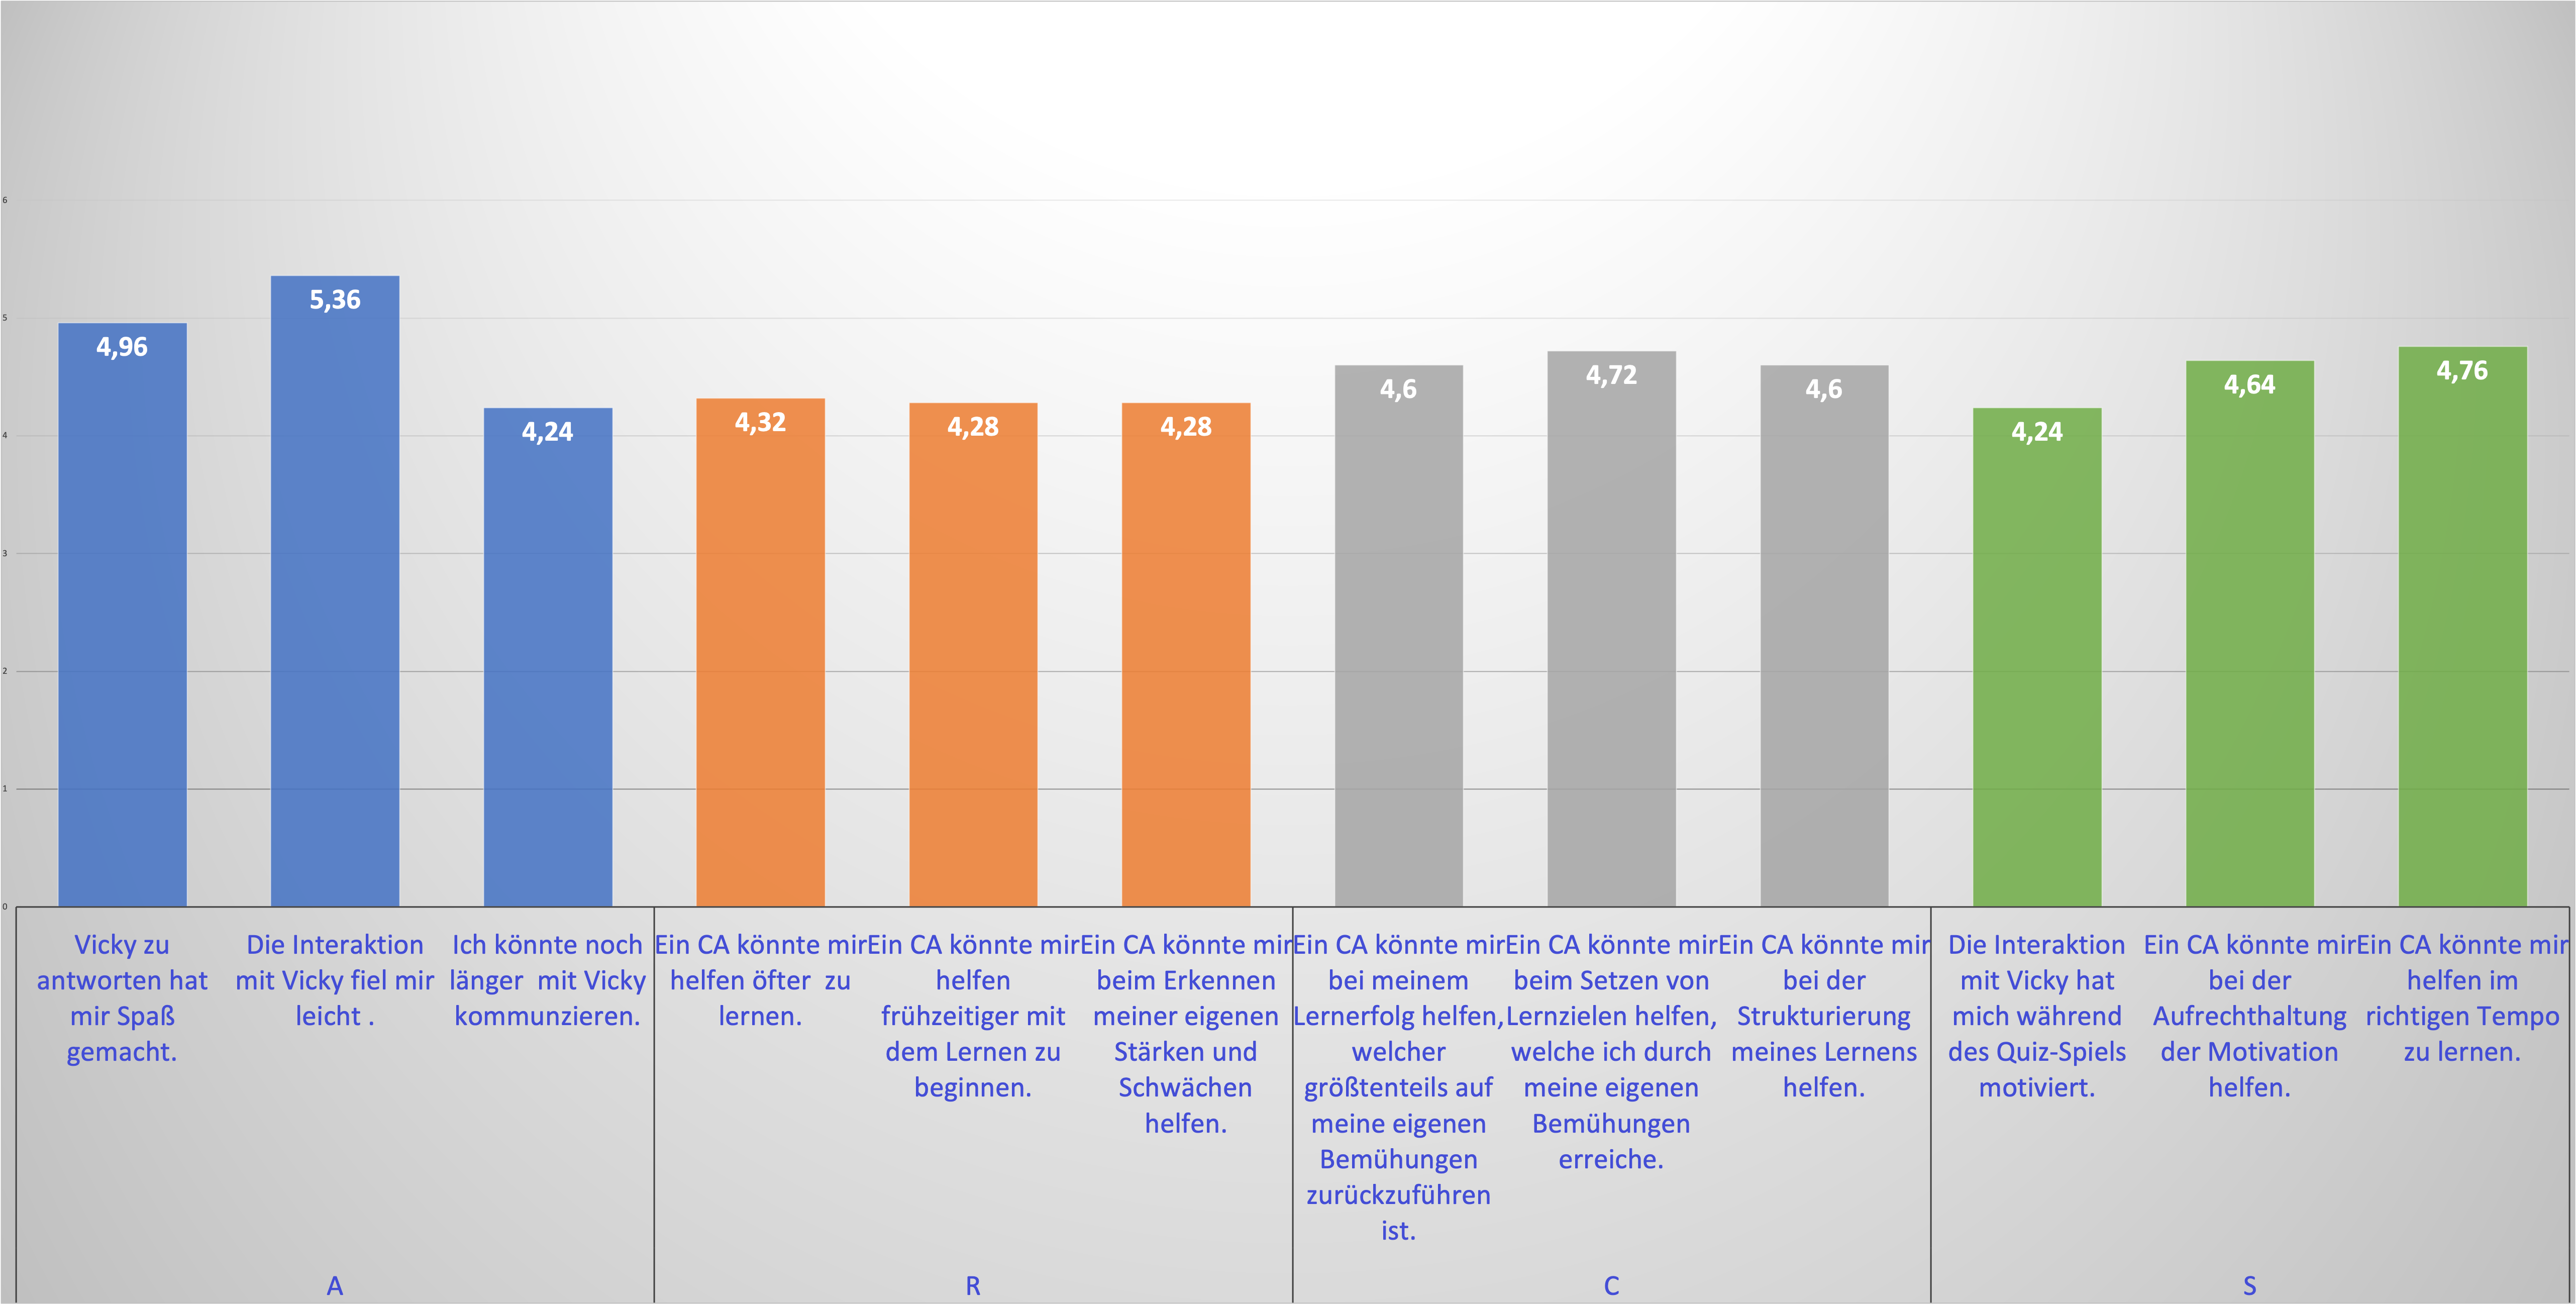 6
5
4
3
2
1
0
4,96
5,36
4,24
4,32
4,28
4,28
4,6
4,72
4,6
4,24
4,64
4,76
Vicky zu
antworten hat
mir Spaß
gemacht.
Die Interaktion
mit Vicky fiel mir
leicht .
Ich könnte noch
länger  mit Vicky
kommunzieren.
Ein CA könnte mir
helfen öfter  zu
lernen.
Ein CA könnte mir
helfen
frühzeitiger mit
dem Lernen zu
beginnen.
Ein CA könnte mir
beim Erkennen
meiner eigenen
Stärken und
Schwächen
helfen.
Ein CA könnte mir
bei meinem
Lernerfolg helfen,
welcher
größtenteils auf
meine eigenen
Bemühungen
zurückzuführen
ist.
Ein CA könnte mir
beim Setzen von
Lernzielen helfen,
welche ich durch
meine eigenen
Bemühungen
erreiche.
Ein CA könnte mir
bei der
Strukturierung
meines Lernens
helfen.
Die Interaktion
mit Vicky hat
mich während
des Quiz-Spiels
motiviert.
Ein CA könnte mir
bei der
Aufrechthaltung
der Motivation
helfen.
Ein CA könnte mir
helfen im
richtigen Tempo
zu lernen.
A
R
C
S